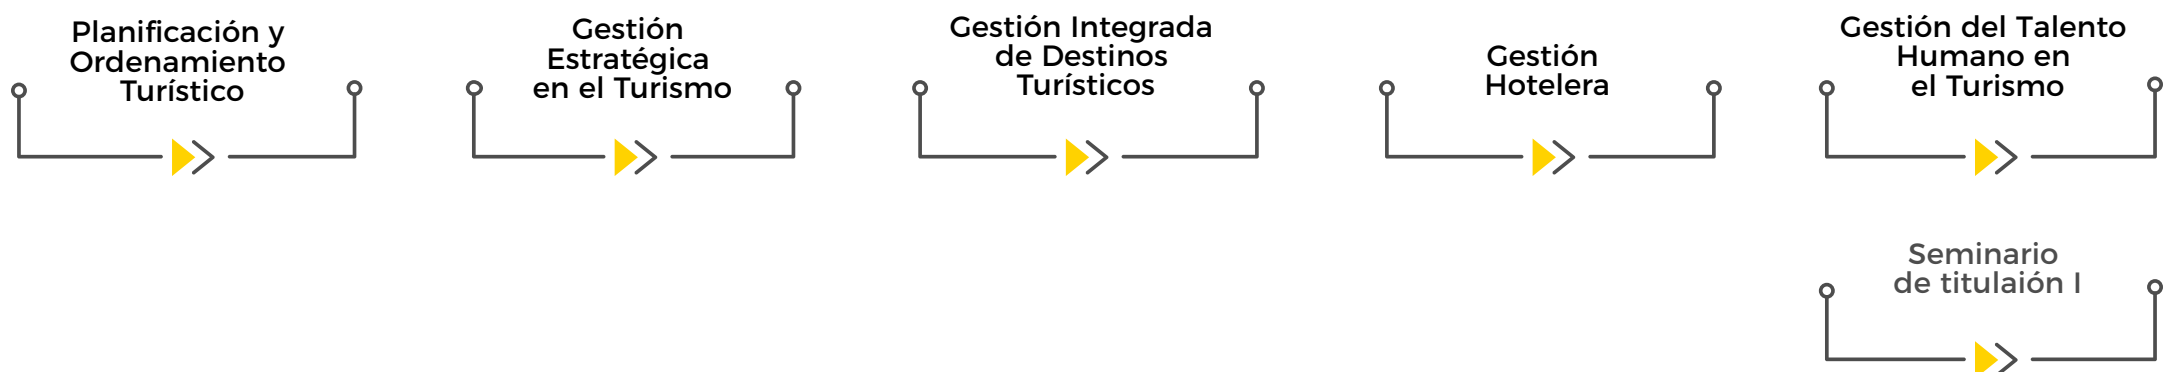 Planificación y
Ordenamiento
Turístico
Gestión
Estratégica
en el Turismo
Gestión Integrada
de Destinos
Turísticos
Gestión
Hotelera
Gestión del Talento
Humano en
el Turismo
Seminario
de titulaión I